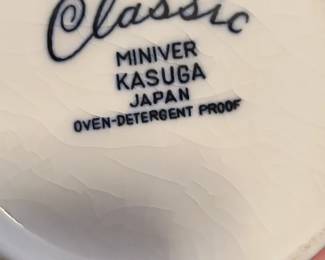 Classic
MINIVER
KASUGA
JAPAN
OVEN-DETERGENT PROOF